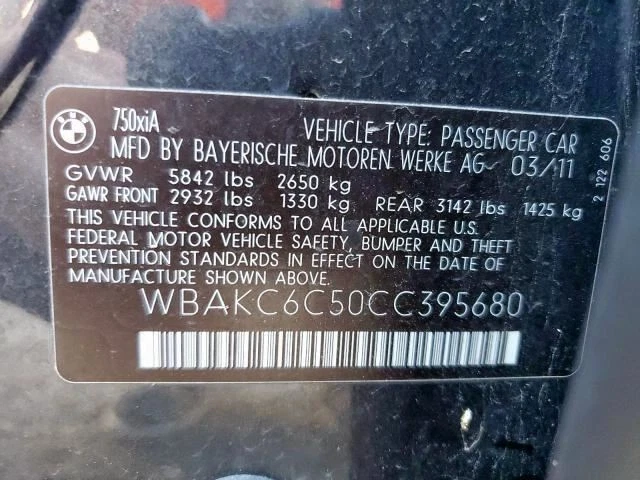 BMW
750xiA
VEHICLE TYPE: PASSENGER CAR
MFD BY BAYERISCHE MOTOREN WERKE AG 03/11
GVWR 5842 lbs 2650 kg
GAWR FRONT 2932 lbs 1330 kg REAR 3142 lbs 1425 kg
THIS VEHICLE CONFORMS TO ALL APPLICABLE U.S.
FEDERAL MOTOR VEHICLE SAFETY, BUMPER AND THEFT
PREVENTION STANDARDS IN EFFECT ON THE DATE OF
MANUFACTURE SHOWN ABOVE
WBAKC6C50CC395680
2 122 606